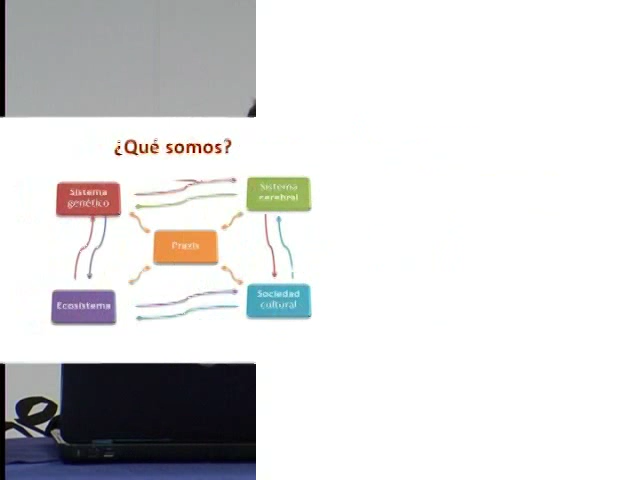 ¿Qué somos?
Sistema
genético
Sistema
cerebral
Praxis
Ecosistema
Sociedad
cultural